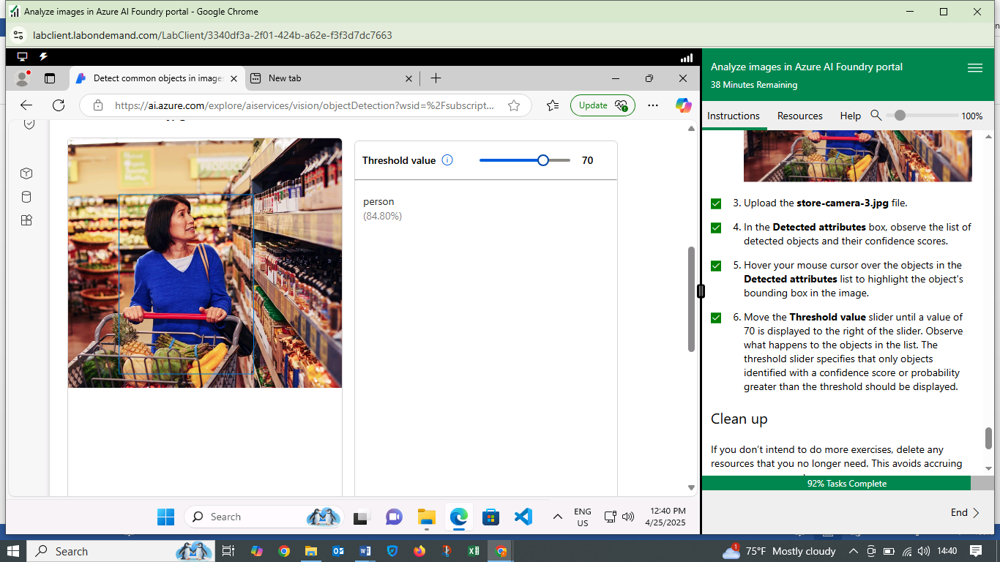 Analyze images in Azure AI Foundry portal - Google Chrome
labclient.labondemand.com/LabClient/3340df3a-2f01-424b-a62e-f3f3d7dc7663
Detect common objects in image
New tab
https://ai.azure.com/explore/aiservices/vision/objectDetection?wsid=%2Fsubscript...
Update
PRODUCE
Threshold value
70
person
(84.80%)
Search
ENG
US
12:40 PM
4/25/2025
Analyze images in Azure AI Foundry portal
38 Minutes Remaining
Instructions
Resources
Help
100%
3. Upload the store-camera-3.jpg file.
4. In the Detected attributes box, observe the list of
detected objects and their confidence scores.
5. Hover your mouse cursor over the objects in the
Detected attributes list to highlight the object's
bounding box in the image.
6. Move the Threshold value slider until a value of
70 is displayed to the right of the slider. Observe
what happens to the objects in the list. The
threshold slider specifies that only objects
identified with a confidence score or probability
greater than the threshold should be displayed.
Clean up
If you don't intend to do more exercises, delete any
resources that you no longer need. This avoids accruing
92% Tasks Complete
End
Search
1
75°F Mostly cloudy
14:40